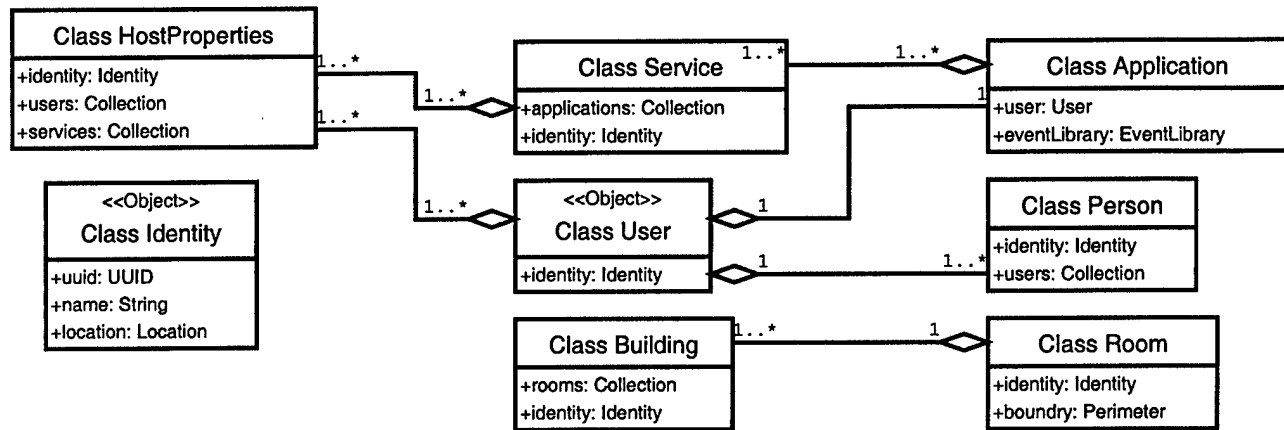 Class HostProperties
+identity: Identity
+users: Collection
+services: Collection
1..*
1..*
1..*
1..*
Class Service
+applications: Collection
+identity: Identity
1..*
1..*
Class Application
+user: User
+eventLibrary: EventLibrary
1
<<Object>>
Class Identity
+uuid: UUID
+name: String
+location: Location
<<Object>>
Class User
+identity: Identity
1
1
1..*
Class Person
+identity: Identity
+users: Collection
Class Building
+rooms: Collection
+identity: Identity
1..*
1
Class Room
+identity: Identity
+boundry: Perimeter